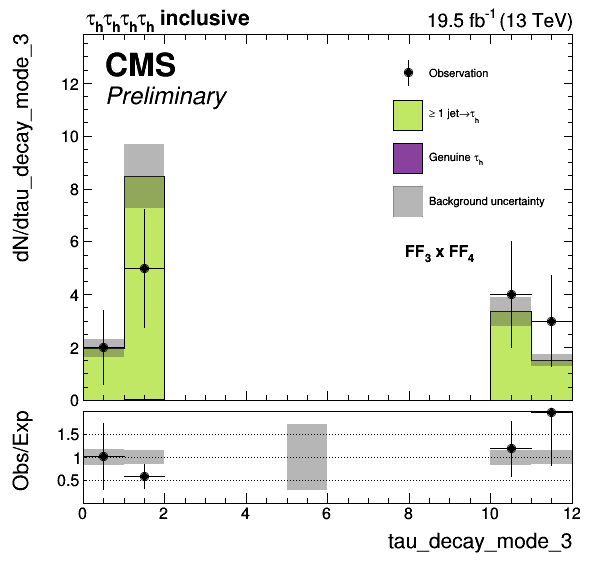 τhτhτhτh inclusive
19.5 fb-1 (13 TeV)
CMS
Preliminary
dN/dtau_decay_mode_3
12
10
8
6
4
2
0
Observation
≥ 1 jet→τh
Genuine τh
Background uncertainty
FF3 x FF4
Obs/Exp
1.5
1
0.5
0 2 4 6 8 10 12
tau_decay_mode_3